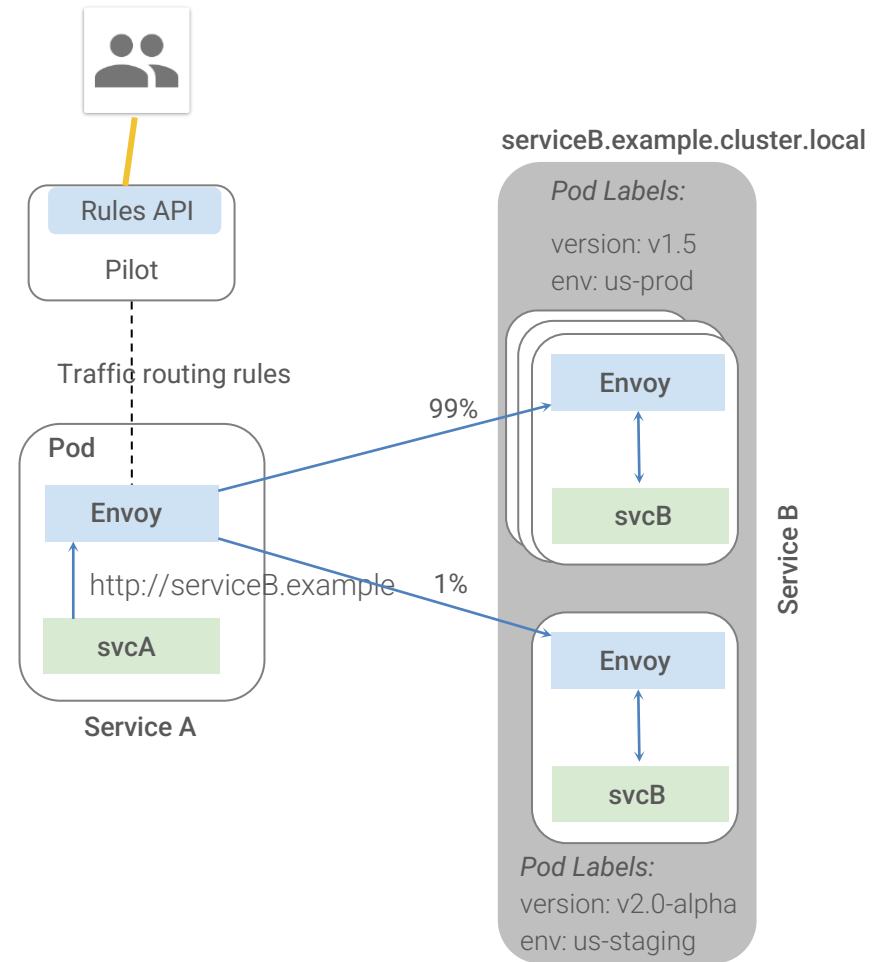 serviceB.example.cluster.local
Rules API
Pilot
Traffic routing rules
Pod
Envoy
http://serviceB.example
svcA
Service A
99%
1%
Pod Labels:
version: v1.5
env: us-prod
Envoy
svcB
Service B
Envoy
svcB
Pod Labels:
version: v2.0-alpha
env: us-staging